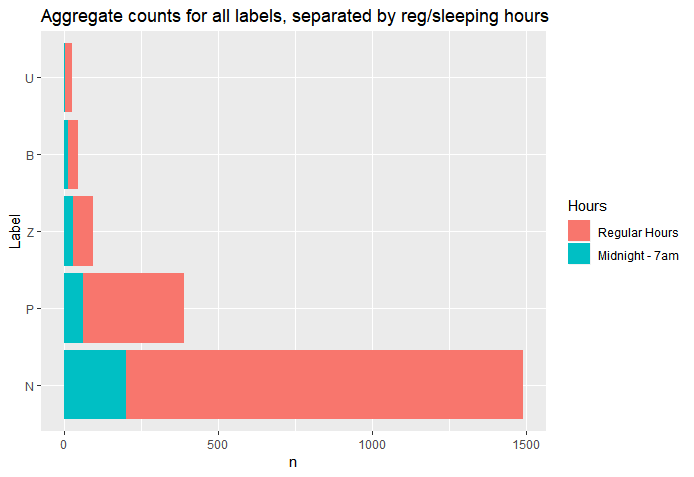 Aggregate counts for all labels, separated by reg/sleeping hours
U
B
Z
P
N
Label
0
500
1000
1500
n
Hours
Regular Hours
Midnight - 7am